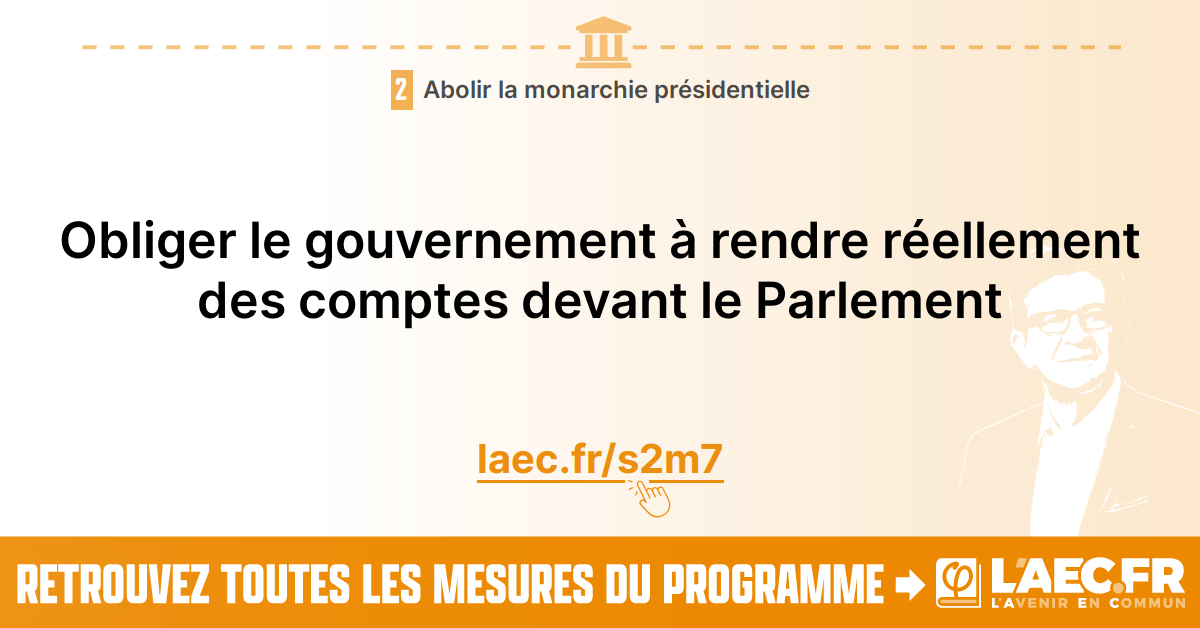 2 Abolir la monarchie présidentielle
Obliger le gouvernement à rendre réellement
des comptes devant le Parlement
laec.fr/s2m7
RETROUVEZ TOUTES LES MESURES DU PROGRAMME
φ L'AEC.FR
L'AVENIR EN COMMUN